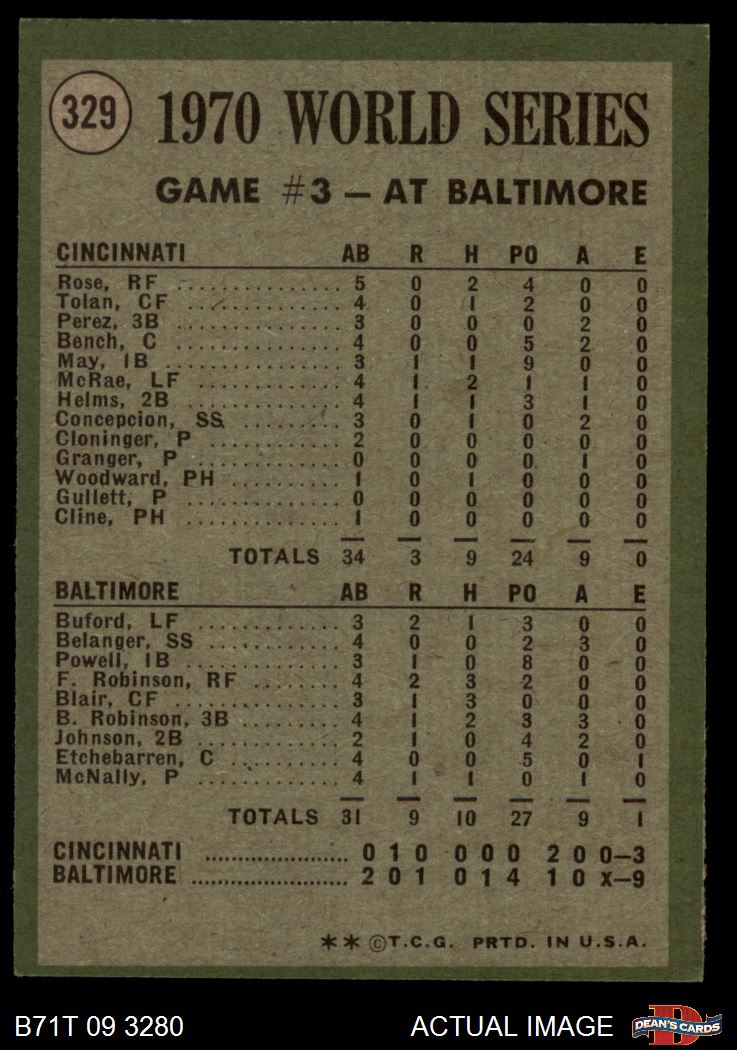 329 1970 WORLD SERIES
GAME #3 — AT BALTIMORE
CINCINNATI AB R H PO A E
Rose, RF ............... 5 0 2 4 0 0
Tolan, CF .............. 4 0 1 2 0 0
Perez, 3B .............. 3 0 0 0 2 0
Bench, C ............... 4 0 0 5 2 0
May, 1B ................ 3 1 1 9 0 0
McRae, LF .............. 4 1 2 1 1 0
Helms, 2B .............. 4 1 1 3 1 0
Concepcion, SS ......... 3 0 1 0 2 0
Cloninger, P ........... 2 0 0 0 0 0
Granger, P ............. 0 0 0 0 1 0
Woodward, PH ........... 1 0 1 0 0 0
Gullett, P ............. 0 0 0 0 0 0
Cline, PH .............. 1 0 0 0 0 0
TOTALS 34 3 9 24 9 0
BALTIMORE AB R H PO A E
Buford, LF ............. 3 2 1 3 0 0
Belanger, SS ........... 4 0 0 2 3 0
Powell, 1B ............. 3 1 0 8 0 0
F. Robinson, RF ........ 4 2 3 2 0 0
Blair, CF .............. 3 1 3 0 0 0
B. Robinson, 3B ........ 4 1 2 3 3 0
Johnson, 2B ............ 2 1 0 4 2 0
Etchebarren, C ......... 4 0 0 5 0 1
McNally, P ............. 4 1 1 0 1 0
TOTALS 31 9 10 27 9 1
CINCINNATI ...................... 0 1 0 0 0 0 2 0 0—3
BALTIMORE ....................... 2 0 1 0 1 4 1 0 X—9
** ©T.C.G. PRTD. IN U.S.A.
B71T 09 3280 ACTUAL IMAGE DEAN'S CARDS